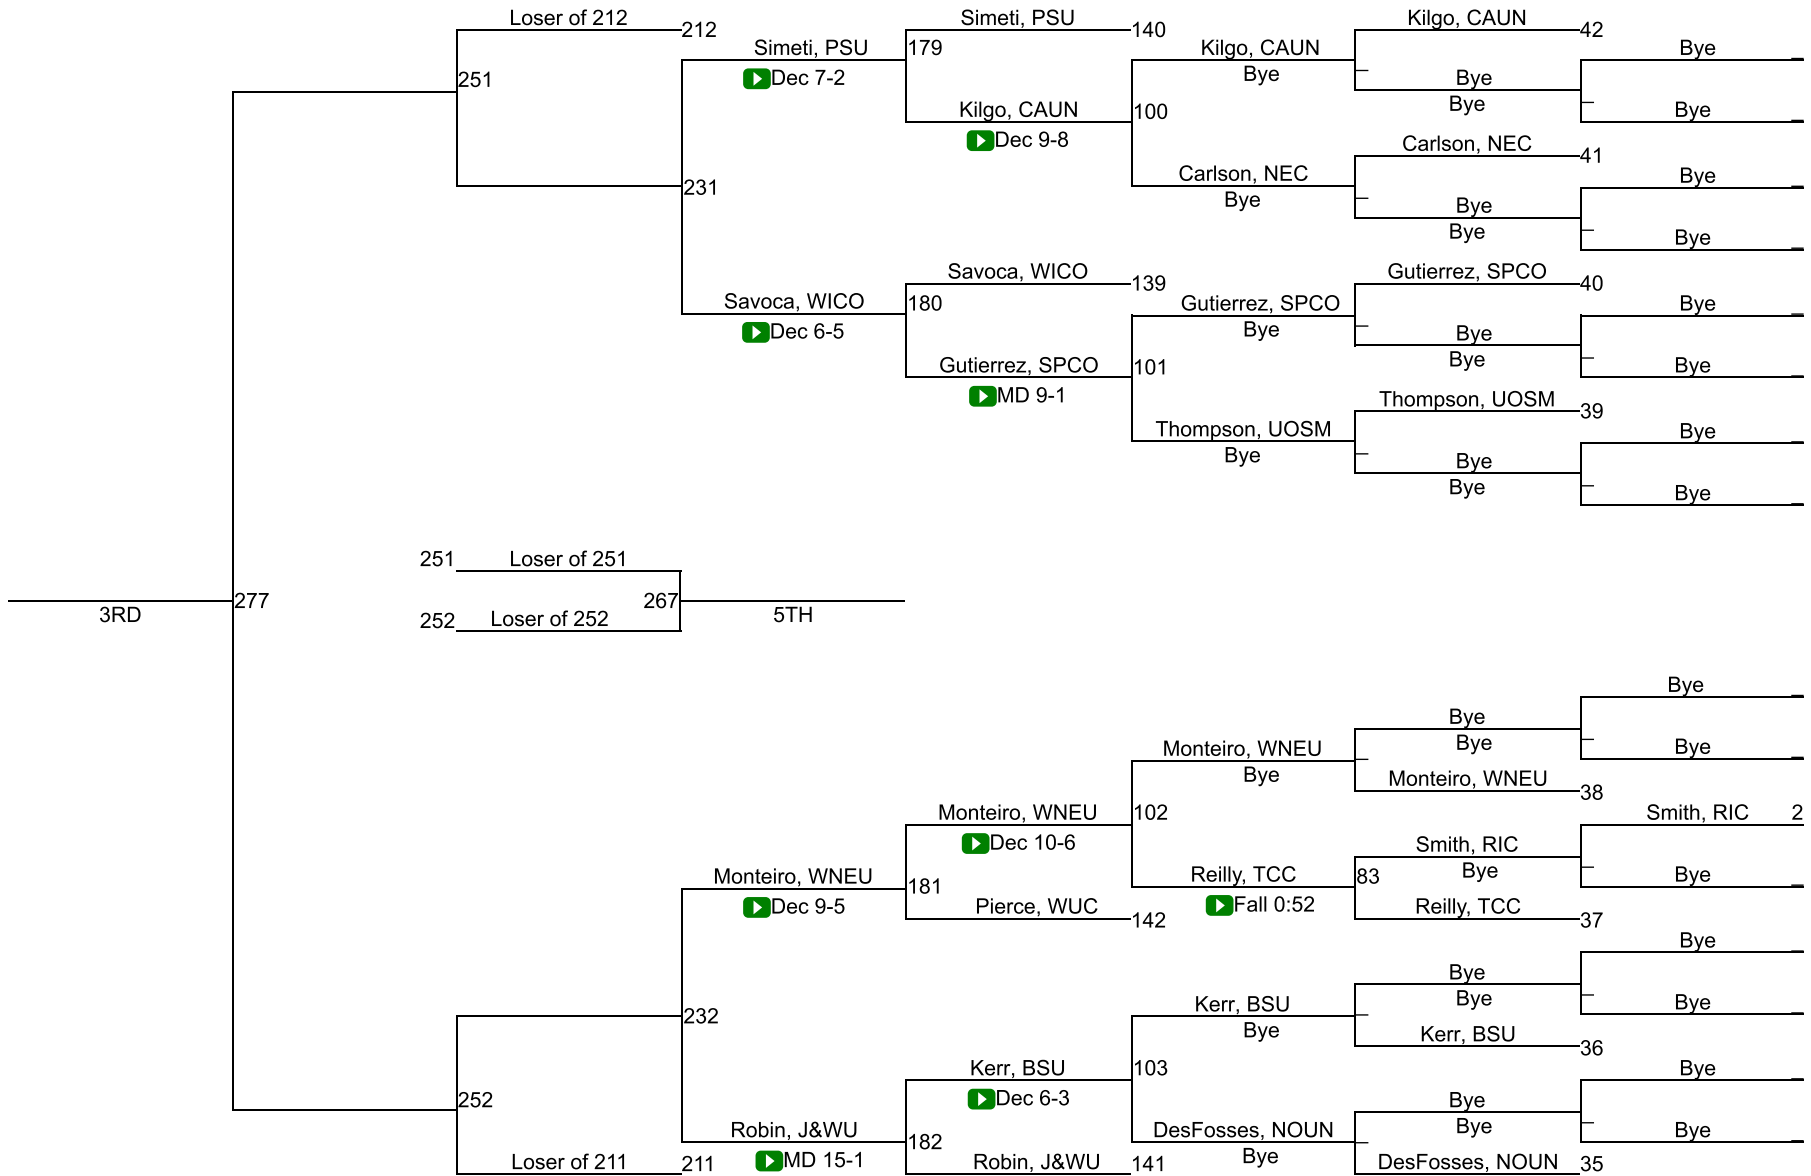 Loser of 212
212
Simeti, PSU
140
Kilgo, CAUN
42
Simeti, PSU
179
Kilgo, CAUN
Bye
Dec 7-2
Bye
Bye
251
Bye
Kilgo, CAUN
100
Bye
Dec 9-8
Carlson, NEC
41
Carlson, NEC
Bye
231
Bye
Bye
Bye
Bye
Savoca, WICO
139
Gutierrez, SPCO
40
Savoca, WICO
180
Gutierrez, SPCO
Bye
Dec 6-5
Bye
Bye
Bye
Gutierrez, SPCO
101
Bye
MD 9-1
Thompson, UOSM
39
Thompson, UOSM
Bye
Bye
Bye
Bye
Bye
251
Loser of 251
3RD
277
267
5TH
252
Loser of 252
Bye
Bye
Monteiro, WNEU
Bye
Bye
Bye
Monteiro, WNEU
38
Monteiro, WNEU
102
Smith, RIC
2
Dec 10-6
Smith, RIC
Monteiro, WNEU
181
Reilly, TCC
83
Bye
Bye
Dec 9-5
Pierce, WUC
142
Fall 0:52
Reilly, TCC
37
Bye
Bye
Kerr, BSU
Bye
Bye
232
Bye
Kerr, BSU
36
Kerr, BSU
103
Bye
252
Dec 6-3
Bye
Robin, J&WU
182
DesFosses, NOUN
Bye
Bye
Loser of 211
211
MD 15-1
Robin, J&WU
141
Bye
DesFosses, NOUN
35